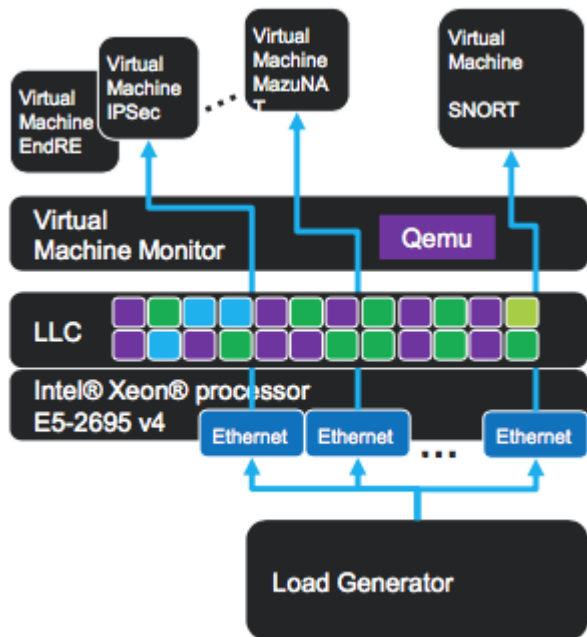 Virtual
Machine
EndRE
Virtual
Machine
IPSec
Virtual
Machine
MazuNA
T
Virtual
Machine
SNORT
Virtual
Machine Monitor
Qemu
LLC
Intel® Xeon® processor
E5-2695 v4
Ethernet
Ethernet
...
Ethernet
Load Generator